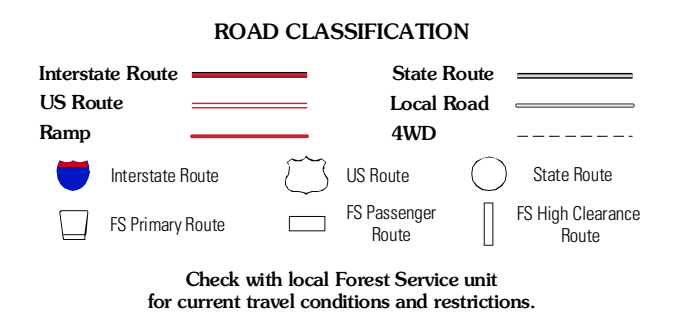 ROAD CLASSIFICATION
Interstate Route
State Route
US Route
Local Road
Ramp
4WD
Interstate Route
US Route
State Route
FS Primary Route
FS Passenger
Route
FS High Clearance
Route
Check with local Forest Service unit
for current travel conditions and restrictions.